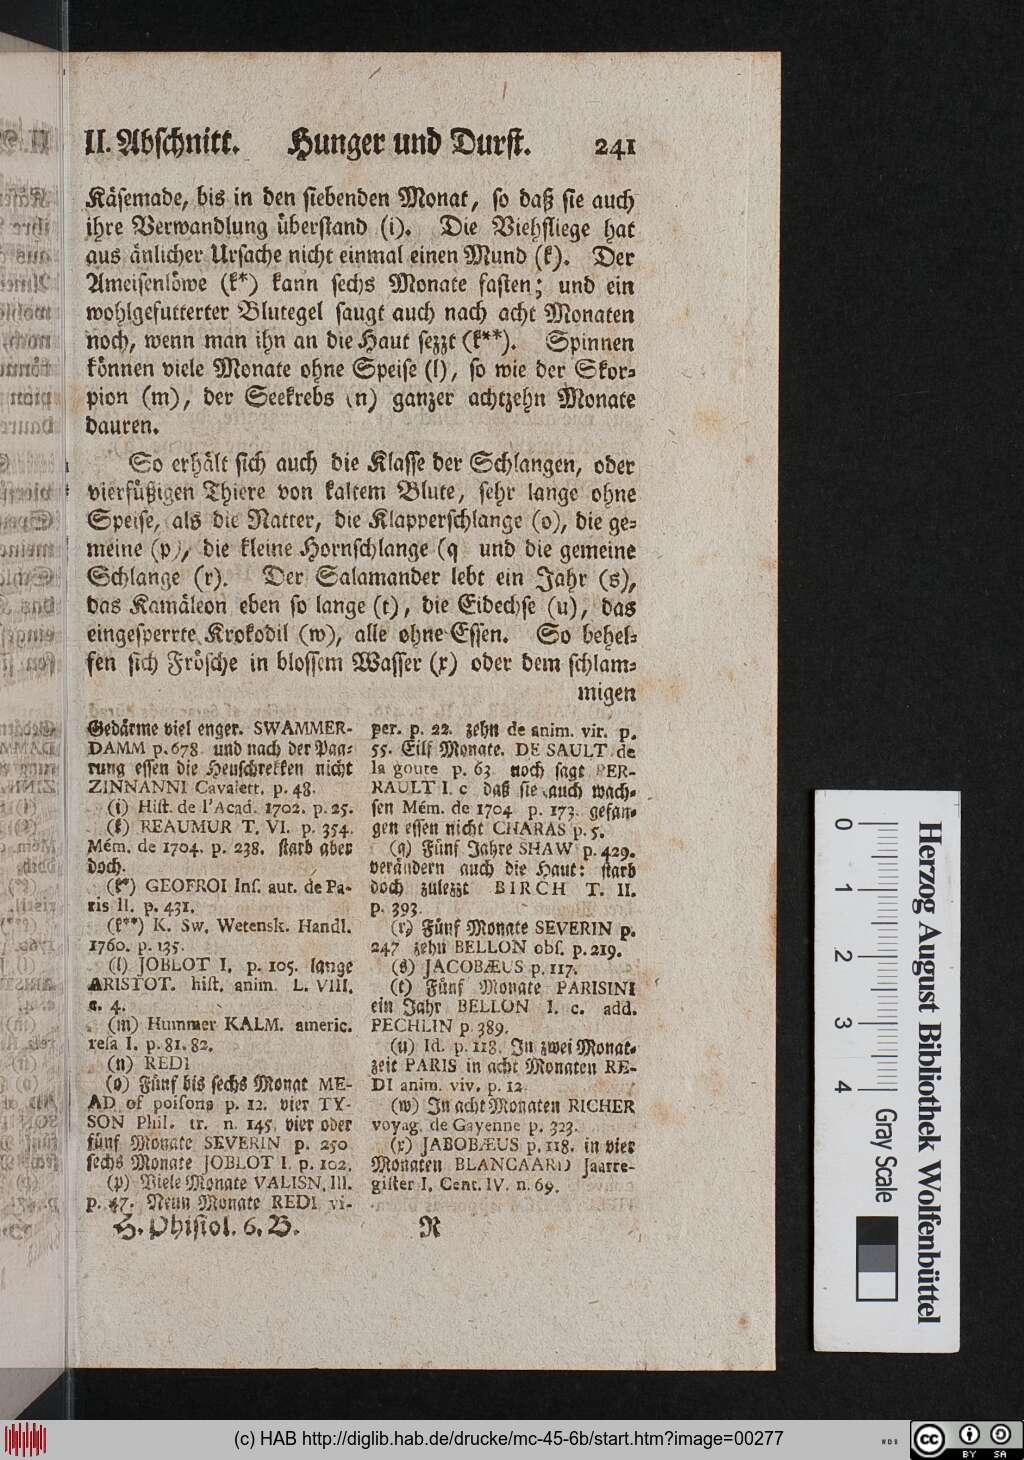 II. Abschnitt. Hunger und Durst. 241
Käsemade, bis in den siebenden Monat, so daß sie auch
ihre Verwandlung überstand (i). Die Viehfliege hat
aus änlicher Ursache nicht einmal einen Mund (k). Der
Ameisenlöwe (k*) kann sechs Monate fasten; und ein
wohlgefutterter Blutegel saugt auch nach acht Monaten
noch, wenn man ihn an die Haut sezzt (k**). Spinnen
können viele Monate ohne Speise (l), so wie der Skor-
pion (m), der Seekrebs (n) ganzer achtzehn Monate
dauren.
So erhält sich auch die Klasse der Schlangen, oder
vierfüßigen Thiere von kaltem Blute, sehr lange ohne
Speise, als die Natter, die Klapperschlange (o), die ge-
meine (p), die kleine Hornschlange (q und die gemeine
Schlange (r). Der Salamander lebt ein Jahr (s),
das Kamäleon eben so lange (t), die Eidechse (u), das
eingesperrte Krokodil (w), alle ohne Essen. So behel-
fen sich Frösche in blossem Wasser (x) oder dem schlam-
migen
Gedärme viel enger. SWAMMER-
DAMM p. 678 und nach der Paa-
rung essen die Heuschrekken nicht
ZINNANNI Cavalett. p. 48.
(i) Hist. de l'Acad. 1702. p. 25.
(k) REAUMUR T. VI. p. 354.
Mém. de 1704. p. 238. starb aber
doch.
(k*) GEOFROI Ins. aut. de Pa-
ris II. p. 431.
(k**) K. Sw. Wetensk. Handl.
1760. p. 135.
(l) JOBLOT I. p. 105. lange
ARISTOT. hist. anim. L. VIII.
c. 4.
(m) Hummer KALM. americ.
resa I. p. 81. 82.
(n) REDI
(o) Fünf bis sechs Monat ME-
AD of poisons p. 12. vier TY-
SON Phil. tr. n. 145. vier oder
fünf Monate SEVERIN p. 250
sechs Monate JOBLOT I. p. 102.
(p) Viele Monate VALISN. III.
p. 47. Neun Monate REDI vi-
per. p. 22. zehn de anim. vir. p.
55. Eilf Monate. DE SAULT de
la goute p. 63 noch sagt PER-
RAULT I. c daß sie auch wach-
sen Mém. de 1704 p. 173. gefan-
gen essen nicht CHARAS p. 5.
(q) Fünf Jahre SHAW p. 429.
verändern auch die Haut: starb
doch zulezzt BIRCH T. II.
p. 393.
(r) Fünf Monate SEVERIN p.
247 zehn BELLON obs. p. 219.
(s) JACOBÆUS p. 117.
(t) Fünf Monate PARISINI
ein Jahr BELLON l. c. add.
PECHLIN p. 389.
(u) Id. p. 118. In zwei Monat-
zeit PARIS in acht Monaten RE-
DI anim. viv. p. 12
(w) In acht Monaten RICHER
voyag. de Gayenne p. 323.
(x) JABOBÆUS p. 118. in vier
Monaten BLANCAARD Jaarre-
gister I. Cent. IV. n. 69.
H. Phisiol. 6. B. R
0 1 2 3 4 Gray Scale
Herzog August Bibliothek Wolfenbüttel
(c) HAB http://diglib.hab.de/drucke/mc-45-6b/start.htm?image=00277
WDB
cc BY SA